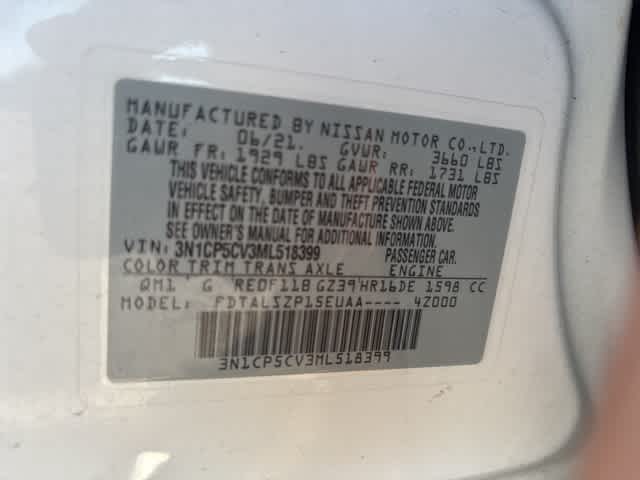 MANUFACTURED BY NISSAN MOTOR CO.,LTD.
DATE: 06/21. GVWR: 3660 LBS
GAWR FR: 1929 LBS GAWR RR: 1731 LBS
THIS VEHICLE CONFORMS TO ALL APPLICABLE FEDERAL MOTOR
VEHICLE SAFETY, BUMPER AND THEFT PREVENTION STANDARDS
IN EFFECT ON THE DATE OF MANUFACTURE SHOWN ABOVE.
SEE OWNER'S MANUAL FOR ADDITIONAL INFORMATION.
VIN: 3N1CP5CV3ML518399 PASSENGER CAR.
COLOR TRIM TRANS AXLE ENGINE
QM1 G RE0F11B GZ39 HR16DE 1598 CC
MODEL: FDTALSZP15EUAA---- 4Z000
3N1CP5CV3ML518399